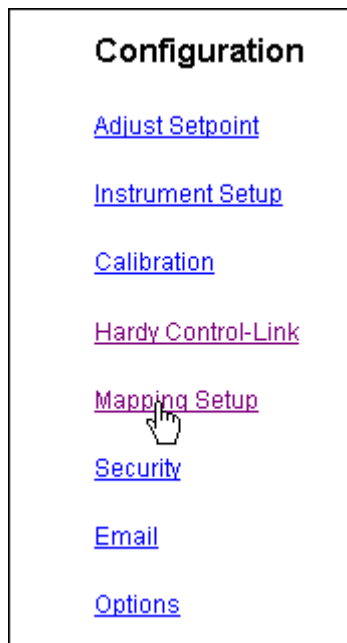 Configuration
Adjust Setpoint
Instrument Setup
Calibration
Hardy Control-Link
Mapping Setup
Security
Email
Options